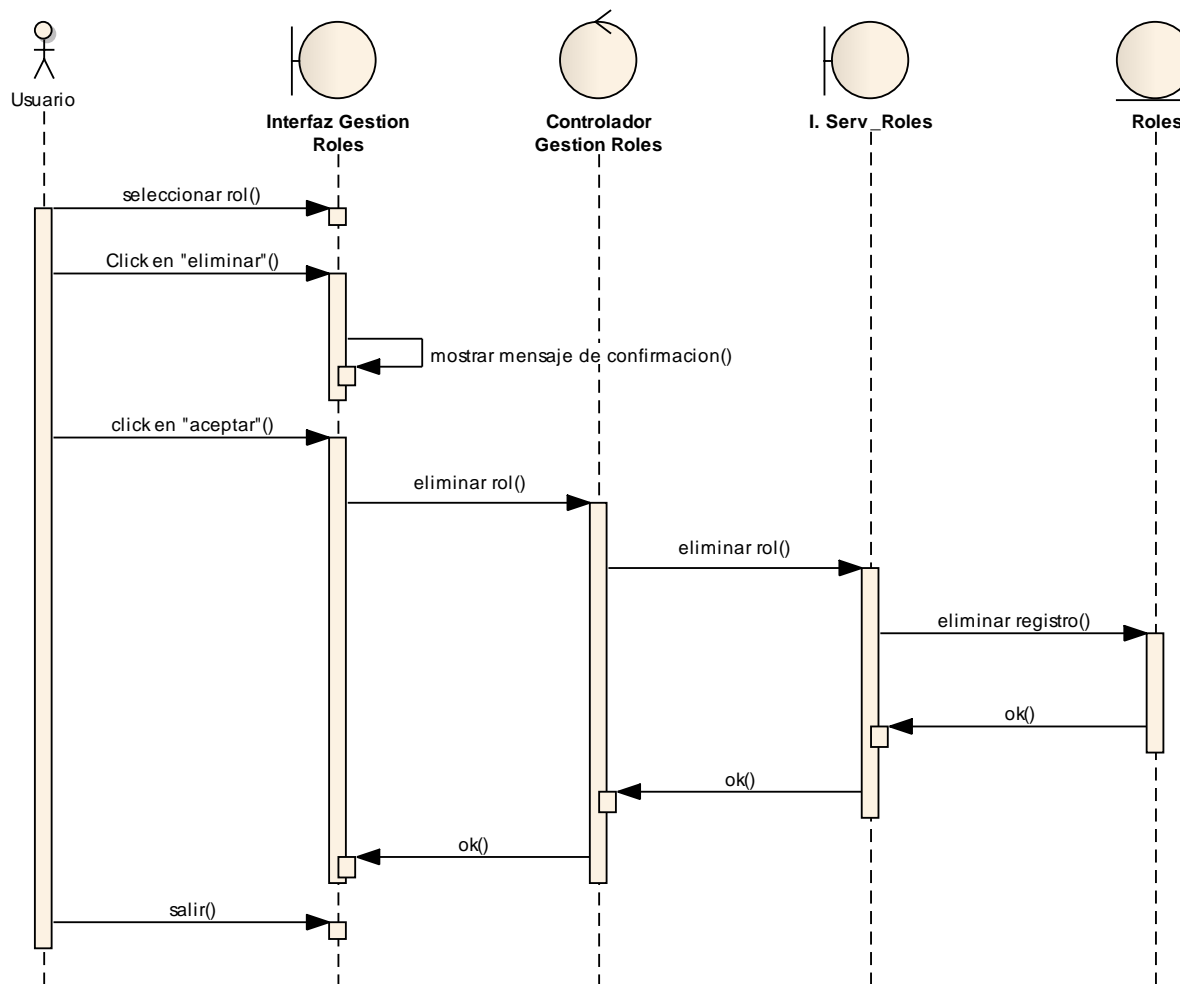 Usuario
Interfaz Gestion
Roles
Controlador
Gestion Roles
I. Serv_Roles
Roles
seleccionar rol()
Click en "eliminar"()
mostrar mensaje de confirmacion()
click en "aceptar"()
eliminar rol()
eliminar rol()
eliminar registro()
ok()
ok()
ok()
salir()